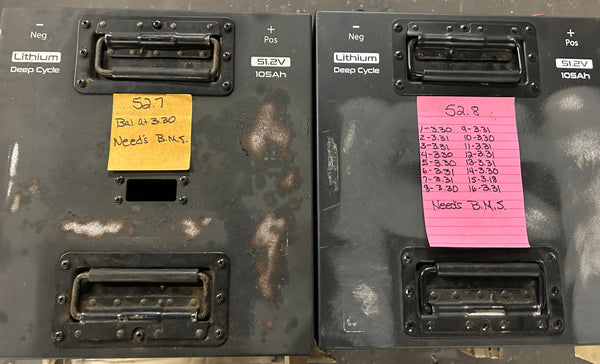 - +
Neg Pos
Lithium 51.2V
Deep Cycle 105Ah
52.7
Bal. at 3.30
Need's B.M.S.
- +
Neg Pos
Lithium 51.2V
Deep Cycle 105Ah
52.8
1-3.30 9-3.31
2-3.31 10-3.30
3-3.31 11-3.31
4-3.30 12-3.31
5-3.30 13-3.31
6-3.31 14-3.30
7-3.31 15-3.18
8-3.30 16-3.31
Need's B.M.S.